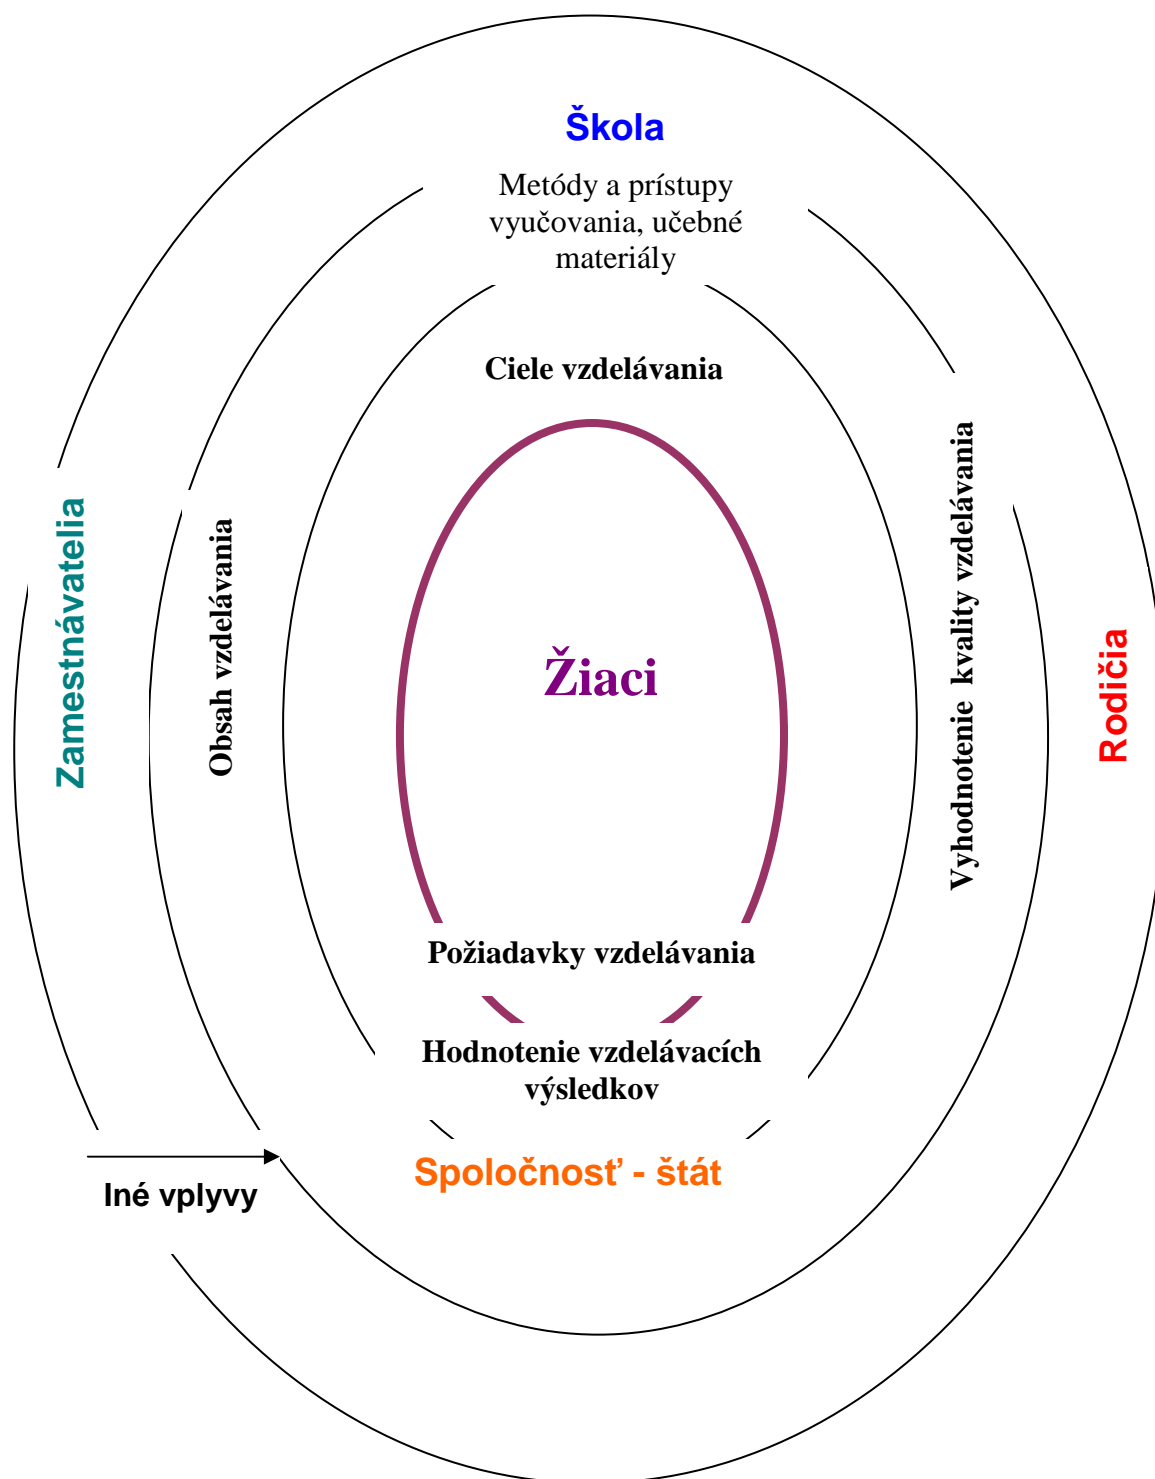 Škola
Metódy a prístupy
vyučovania, učebné
materiály
Ciele vzdelávania
Zamestnávatelia
Obsah vzdelávania
Žiaci
Vyhodnotenie kvality vzdelávania
Rodičia
Požiadavky vzdelávania
Hodnotenie vzdelávacích
výsledkov
Spoločnosť - štát
Iné vplyvy